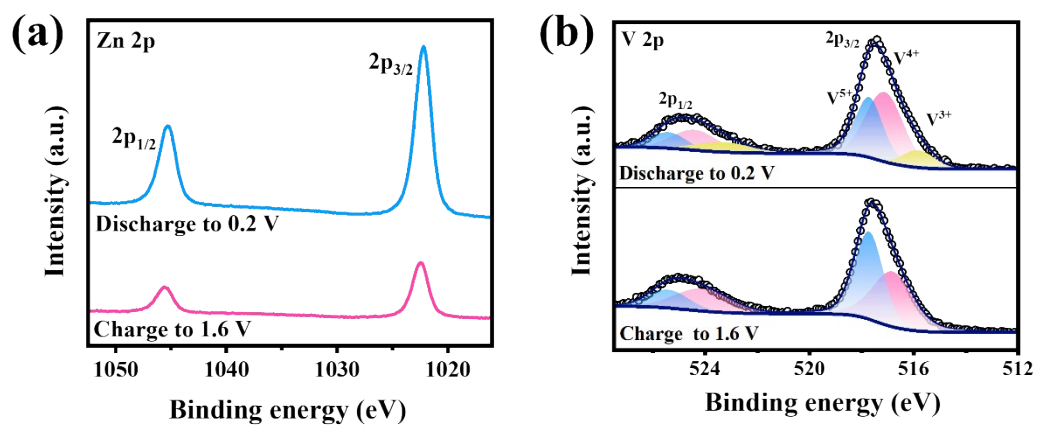 (a)
Zn 2p
2p1/2
2p3/2
Discharge to 0.2 V
Charge to 1.6 V
Intensity (a.u.)
1050 1040 1030 1020
Binding energy (eV)
(b)
V 2p
2p3/2
V4+
V5+
V3+
2p1/2
Discharge to 0.2 V
Charge to 1.6 V
Intensity (a.u.)
524 520 516 512
Binding energy (eV)